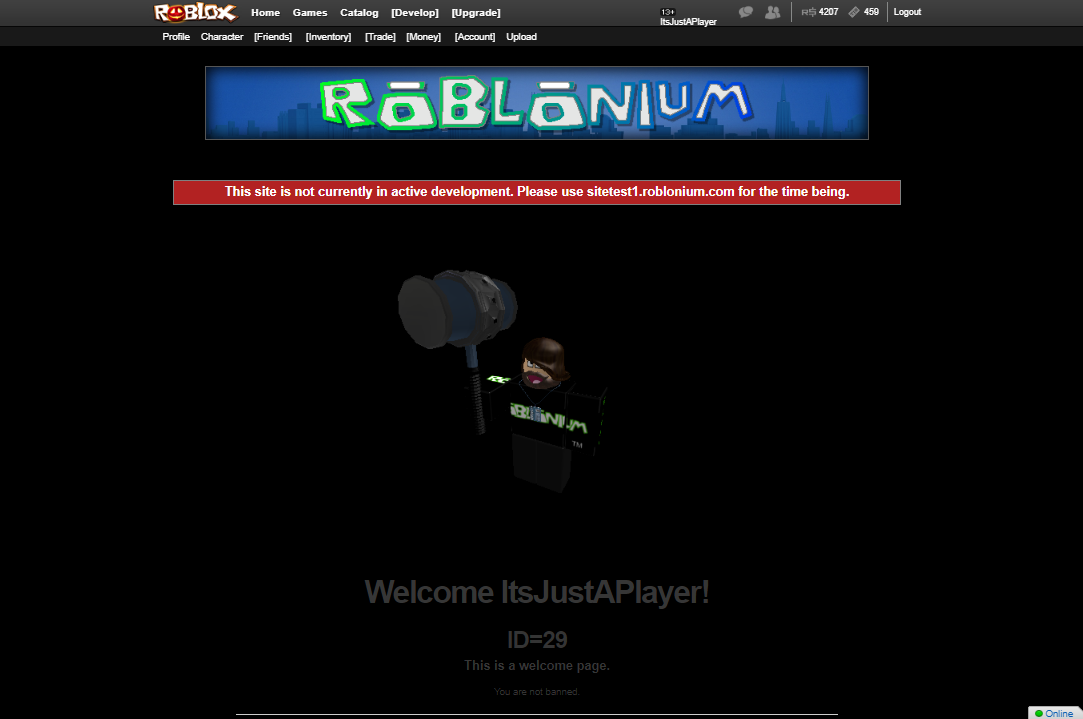 ROBLOX Home Games Catalog [Develop] [Upgrade] 13+ ItsJustAPlayer R$ 4207 459 Logout
Profile Character [Friends] [Inventory] [Trade] [Money] [Account] Upload
RŌBLŌNIUM
This site is not currently in active development. Please use sitetest1.roblonium.com for the time being.
TM
Welcome ItsJustAPlayer!
ID=29
This is a welcome page.
You are not banned.
Online